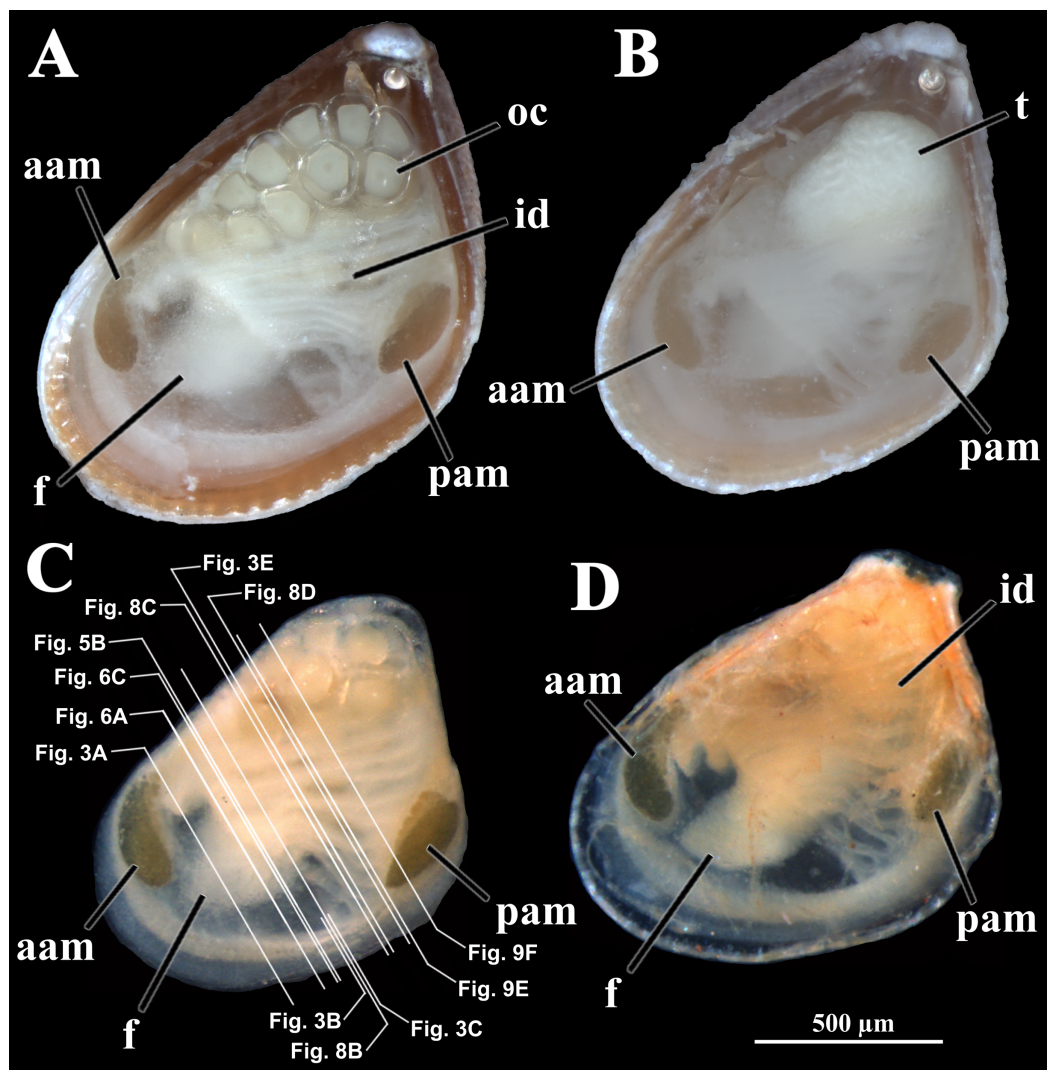 A
oc
aam
id
f
pam
B
t
aam
pam
C
Fig. 3E
Fig. 8D
Fig. 8C
Fig. 5B
Fig. 6C
Fig. 6A
Fig. 3A
aam
f
pam
Fig. 9F
Fig. 9E
Fig. 3B
Fig. 3C
Fig. 8B
D
id
aam
pam
f
500 µm